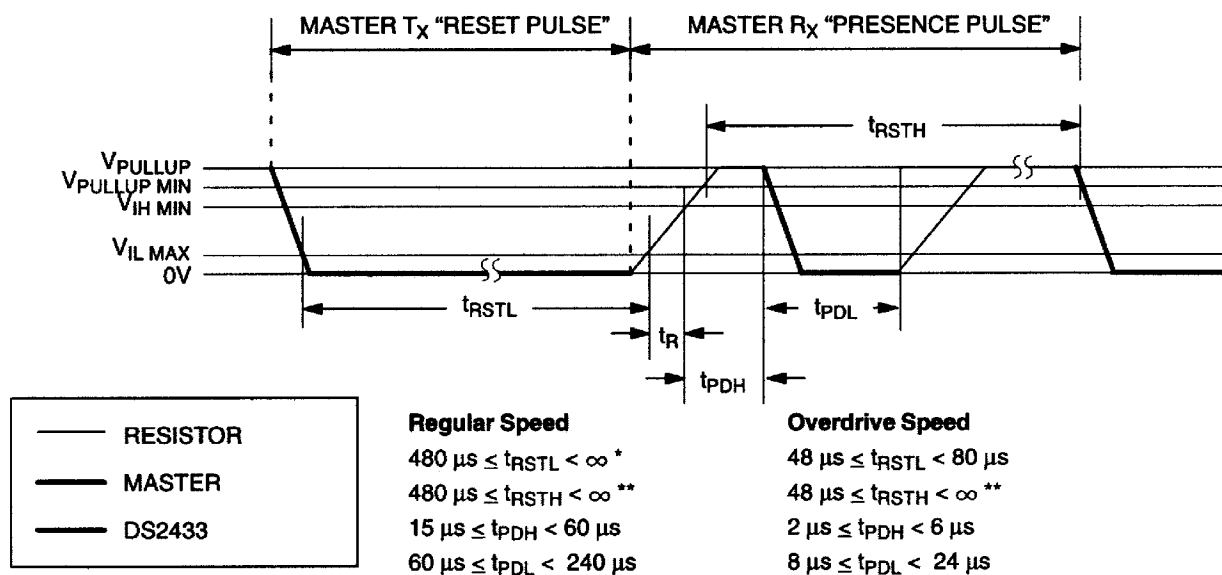 MASTER TX “RESET PULSE”
MASTER RX “PRESENCE PULSE”
tRSTH
VPULLUP
VPULLUP MIN
VIH MIN
VIL MAX
0V
tRSTL
tPDL
tR
tPDH
RESISTOR
MASTER
DS2433
Regular Speed
480 μs ≤ tRSTL < ∞ *
480 μs ≤ tRSTH < ∞ **
15 μs ≤ tPDH < 60 μs
60 μs ≤ tPDL < 240 μs
Overdrive Speed
48 μs ≤ tRSTL < 80 μs
48 μs ≤ tRSTH < ∞ **
2 μs ≤ tPDH < 6 μs
8 μs ≤ tPDL < 24 μs